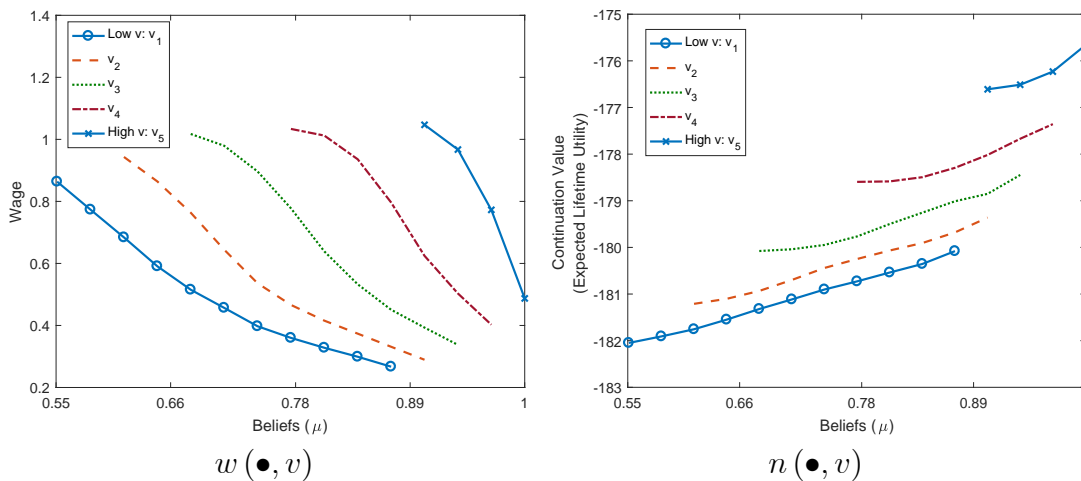 1.4
1.2
1
0.8
0.6
0.4
0.2
Wage
Low v: v1
v2
v3
v4
High v: v5
0.55
0.66
0.78
0.89
1
Beliefs (μ)
w (●, v)
-175
-176
-177
-178
-179
-180
-181
-182
-183
Continuation Value
(Expected Lifetime Utility)
Low v: v1
v2
v3
v4
High v: v5
0.55
0.66
0.78
0.89
Beliefs (μ)
n (●, v)